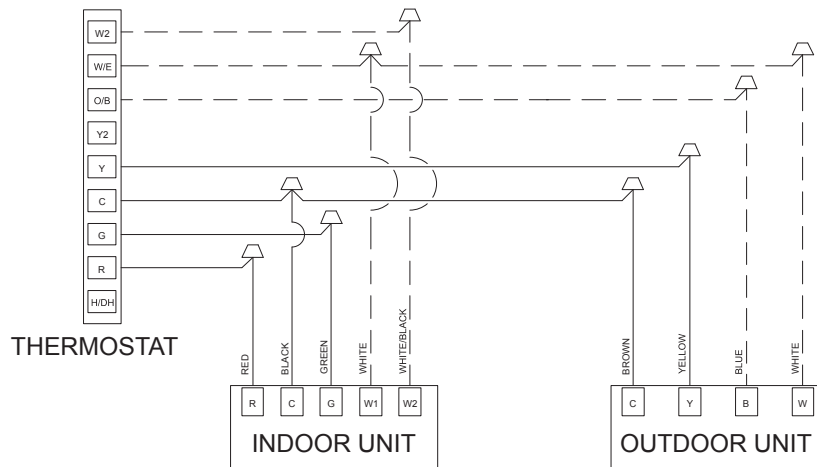 W2
W/E
O/B
Y2
Y
C
G
R
H/DH
THERMOSTAT
RED
BLACK
GREEN
WHITE
WHITE/BLACK
BROWN
YELLOW
BLUE
WHITE
R C G W1 W2
C Y B W
INDOOR UNIT
OUTDOOR UNIT